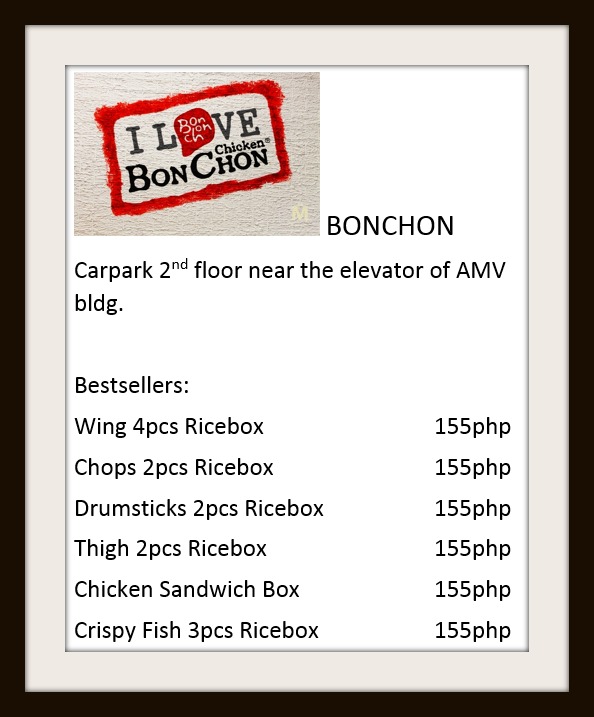 I LOVE
Bon
Chon
ch
Chicken®
BONCHON
M
BONCHON
Carpark 2nd floor near the elevator of AMV
bldg.
Bestsellers:
Wing 4pcs Ricebox 155php
Chops 2pcs Ricebox 155php
Drumsticks 2pcs Ricebox 155php
Thigh 2pcs Ricebox 155php
Chicken Sandwich Box 155php
Crispy Fish 3pcs Ricebox 155php